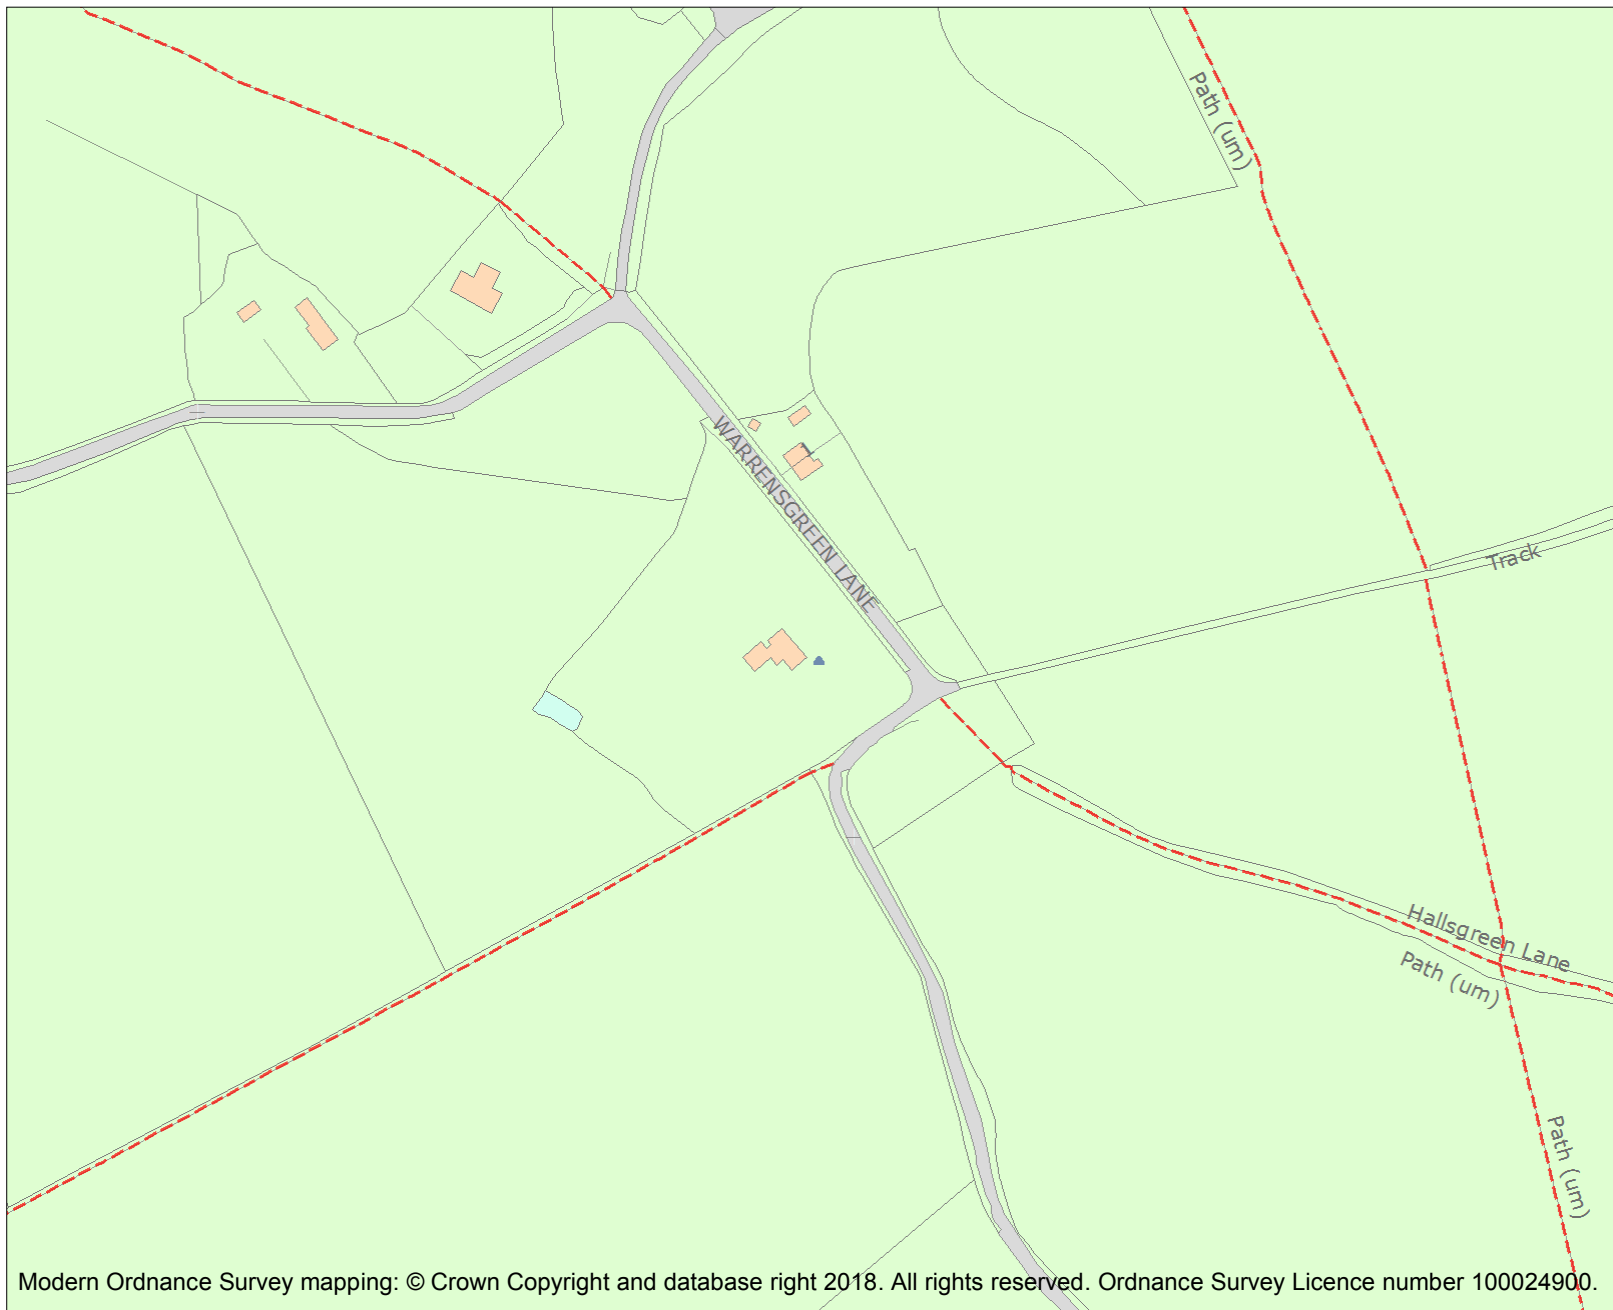 Path (um)
WARRENSGREEN LANE
Track
Hallsgreen Lane
Path (um)
Path (um)
Modern Ordnance Survey mapping: © Crown Copyright and database right 2018. All rights reserved. Ordnance Survey Licence number 100024900.